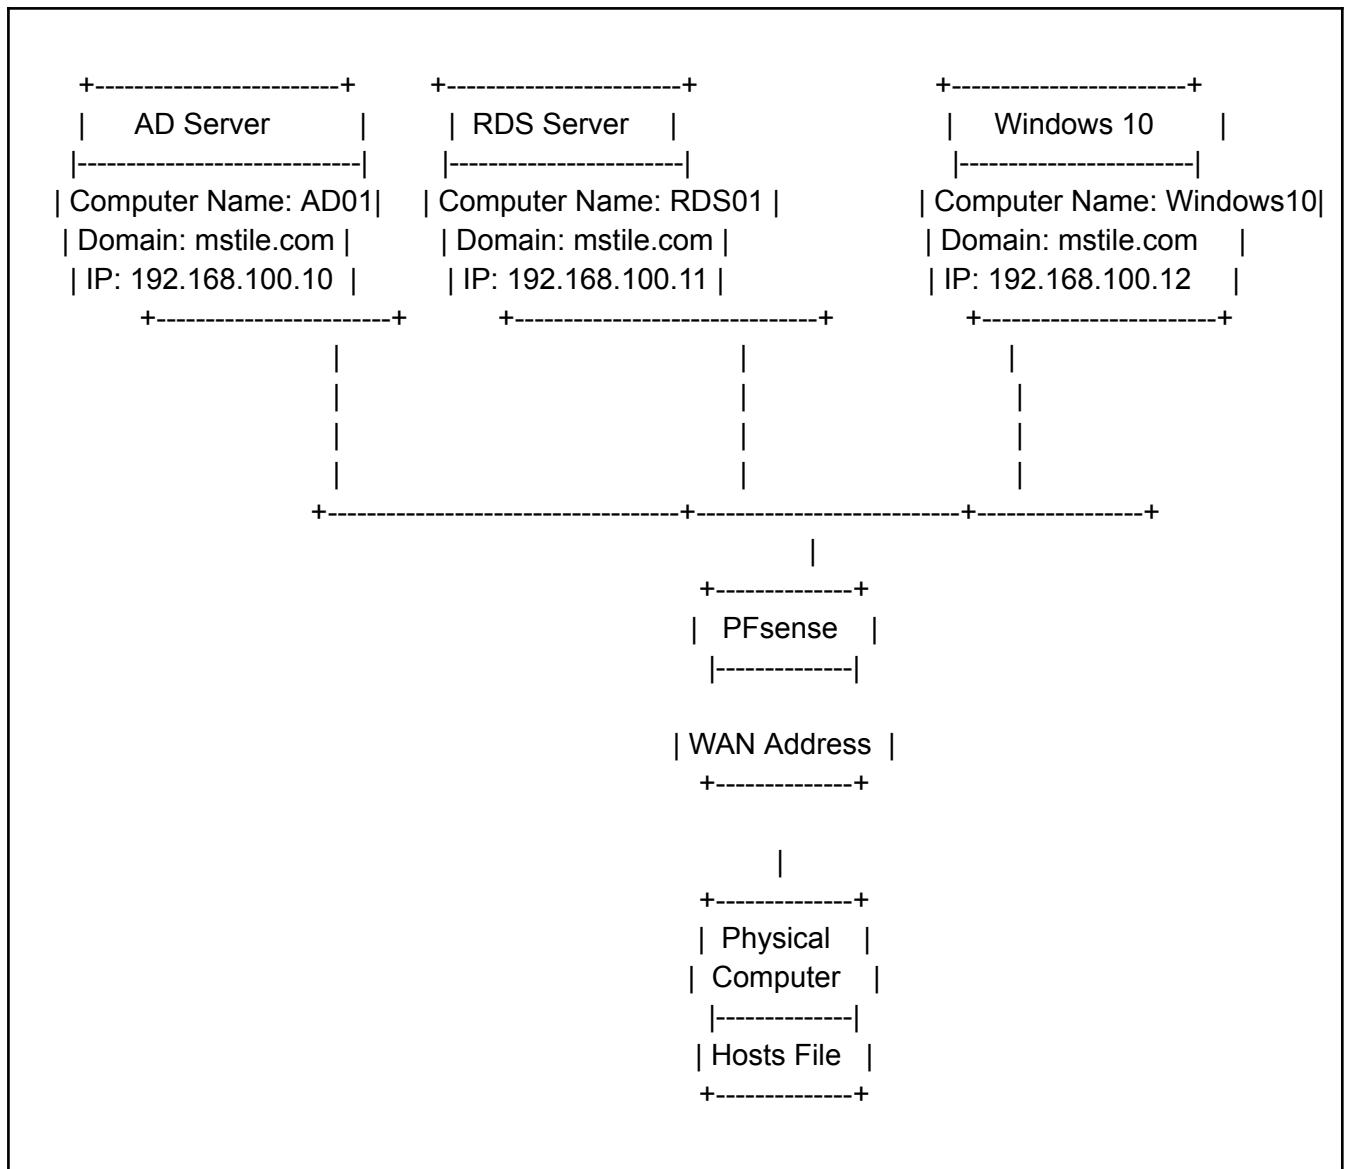 +-------------------------+ +------------------------+ +------------------------+
| AD Server | | RDS Server | | Windows 10 |
|-----------------------------| |------------------------| |------------------------|
| Computer Name: AD01| | Computer Name: RDS01 | | Computer Name: Windows10|
| Domain: mstile.com | | Domain: mstile.com | | Domain: mstile.com |
| IP: 192.168.100.10 | | IP: 192.168.100.11 | | IP: 192.168.100.12 |
+------------------------+ +-------------------------------+ +------------------------+
| | |
| | |
| | |
| | |
+------------------------------------+---------------------------+-----------------+
|
+--------------+
| PFsense |
|--------------|
| WAN Address |
+--------------+
|
+--------------+
| Physical |
| Computer |
|--------------|
| Hosts File |
+--------------+